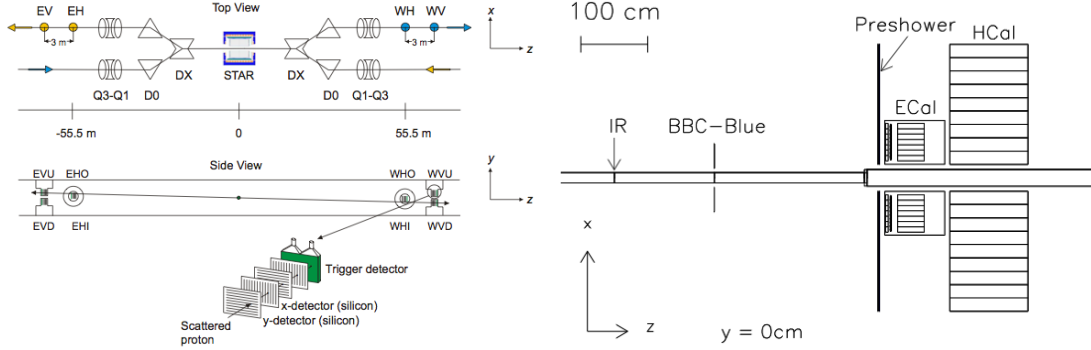 Top View
EV EH WH WV
3 m 3 m
x
z
DX STAR DX
Q3-Q1 D0 D0 Q1-Q3
-55.5 m 0 55.5 m
Side View
y
z
EVU EHO WHO WVU
EVD EHI WHI WVD
Trigger detector
x-detector (silicon)
y-detector (silicon)
Scattered
proton
100 cm
Preshower
HCal
ECal
IR
BBC-Blue
x
z
y = 0cm